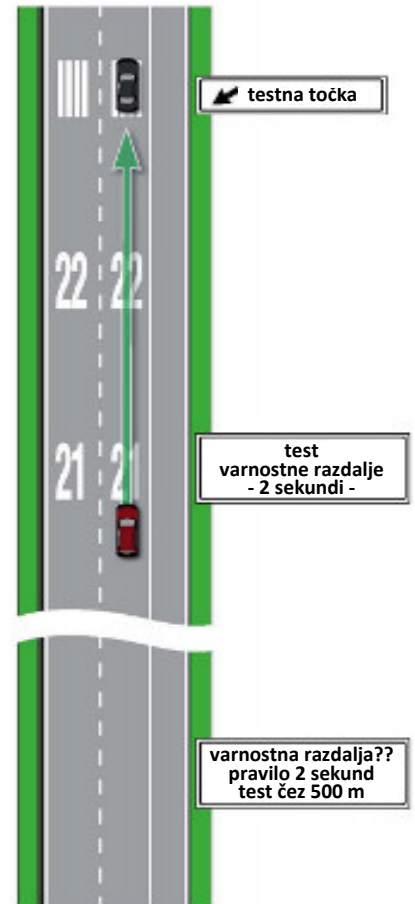 testna točka
22 22
21 21
test
varnostne razdalje
- 2 sekundi -
varnostna razdalja??
pravilo 2 sekund
test čez 500 m